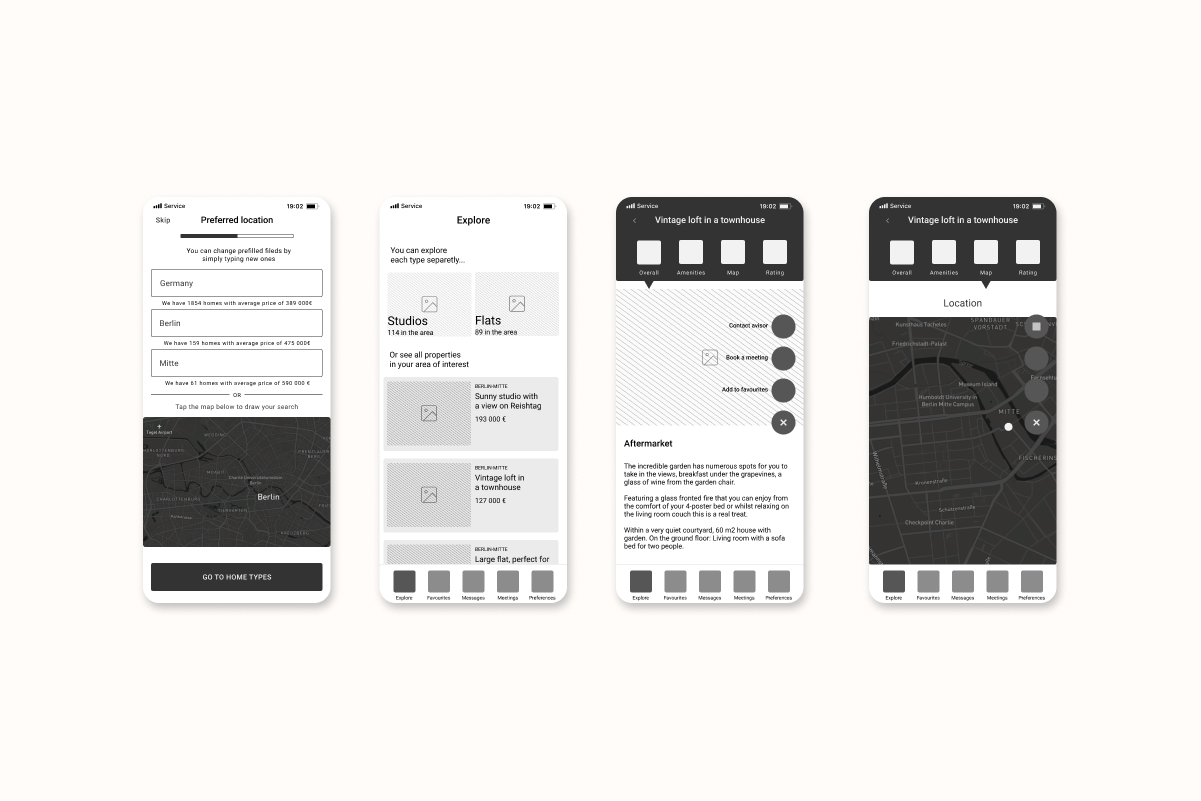 Service
19:02
Skip
Preferred location
You can change prefilled fileds by
simply typing new ones
Germany
We have 1854 homes with average price of 389 000€
Berlin
We have 159 homes with average price of 475 000€
Mitte
We have 61 homes with average price of 590 000 €
OR
Tap the map below to draw your search
Tegel Airport
WEDDING
MOABIT
CHARLOTTENBURG
Berlin
TIERGARTEN
KREUZBERG
GO TO HOME TYPES
Service
19:02
Explore
You can explore
each type separetly...
Studios
114 in the area
Flats
89 in the area
Or see all properties
in your area of interest
BERLIN-MITTE
Sunny studio with
a view on Reishtag
193 000 €
BERLIN-MITTE
Vintage loft in
a townhouse
127 000 €
BERLIN-MITTE
Large flat, perfect for
Explore
Favourites
Messages
Meetings
Preferences
Service
19:02
Vintage loft in a townhouse
Overall
Amenities
Map
Rating
Contact avisor
Book a meeting
Add to favourites
Aftermarket
The incredible garden has numerous spots for you to
take in the views, breakfast under the grapevines, a
glass of wine from the garden chair.
Featuring a glass fronted fire that you can enjoy from
the comfort of your 4-poster bed or whilst relaxing on
the living room couch this is a real treat.
Within a very quiet courtyard, 60 m2 house with
garden. On the ground floor: Living room with a sofa
bed for two people.
Explore
Favourites
Messages
Meetings
Preferences
Service
19:02
Vintage loft in a townhouse
Overall
Amenities
Map
Rating
Location
Kunsthaus Tacheles
SPANDAUER
VORSTADT
Friedrichstadt-Palast
Museum Island
Humboldt University in
Berlin Mitte Campus
MITTE
FISCHERINS
Wilhelmstraße
Kronenstraße
Schützenstraße
Checkpoint Charlie
Explore
Favourites
Messages
Meetings
Preferences